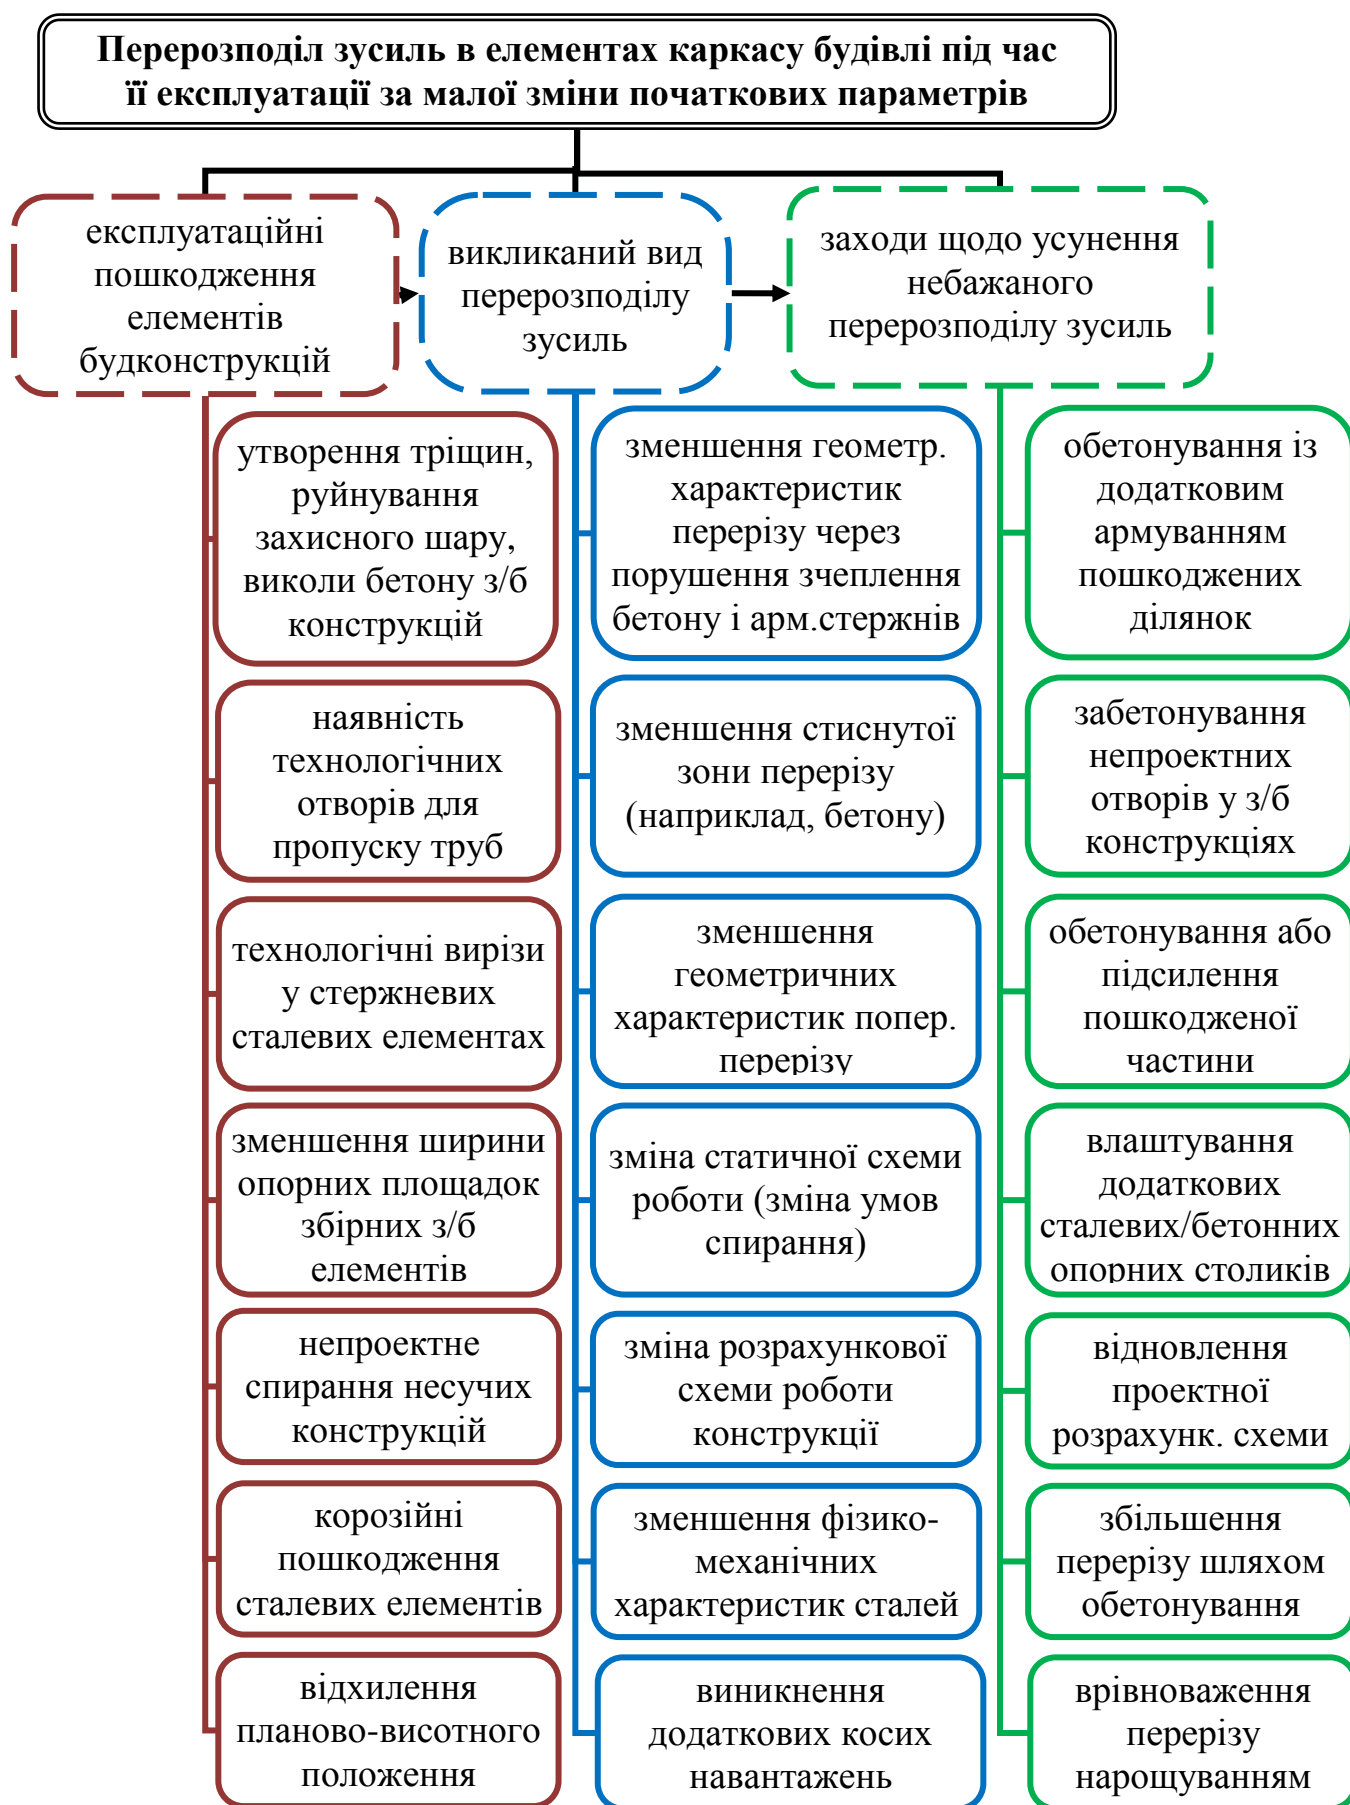 Перерозподіл зусиль в елементах каркасу будівлі під час
її експлуатації за малої зміни початкових параметрів
експлуатаційні
пошкодження
елементів
будконструкцій
викликаний вид
перерозподілу
зусиль
заходи щодо усунення
небажаного
перерозподілу зусиль
утворення тріщин,
руйнування
захисного шару,
виколи бетону з/б
конструкцій
зменшення геометр.
характеристик
перерізу через
порушення зчеплення
бетону і арм.стержнів
обетонування із
додатковим
армуванням
пошкоджених
ділянок
наявність
технологічних
отворів для
пропуску труб
зменшення стиснутої
зони перерізу
(наприклад, бетону)
забетонування
непроектних
отворів у з/б
конструкціях
технологічні вирізи
у стержневих
сталевих елементах
зменшення
геометричних
характеристик попер.
перерізу
обетонування або
підсилення
пошкодженої
частини
зменшення ширини
опорних площадок
збірних з/б
елементів
зміна статичної схеми
роботи (зміна умов
спирання)
влаштування
додаткових
сталевих/бетонних
опорних столиків
непроектне
спирання несучих
конструкцій
зміна розрахункової
схеми роботи
конструкції
відновлення
проектної
розрахунк. схеми
корозійні
пошкодження
сталевих елементів
зменшення фізико-
механічних
характеристик сталей
збільшення
перерізу шляхом
обетонування
відхилення
планово-висотного
положення
виникнення
додаткових косих
навантажень
врівноваження
перерізу
нарощуванням